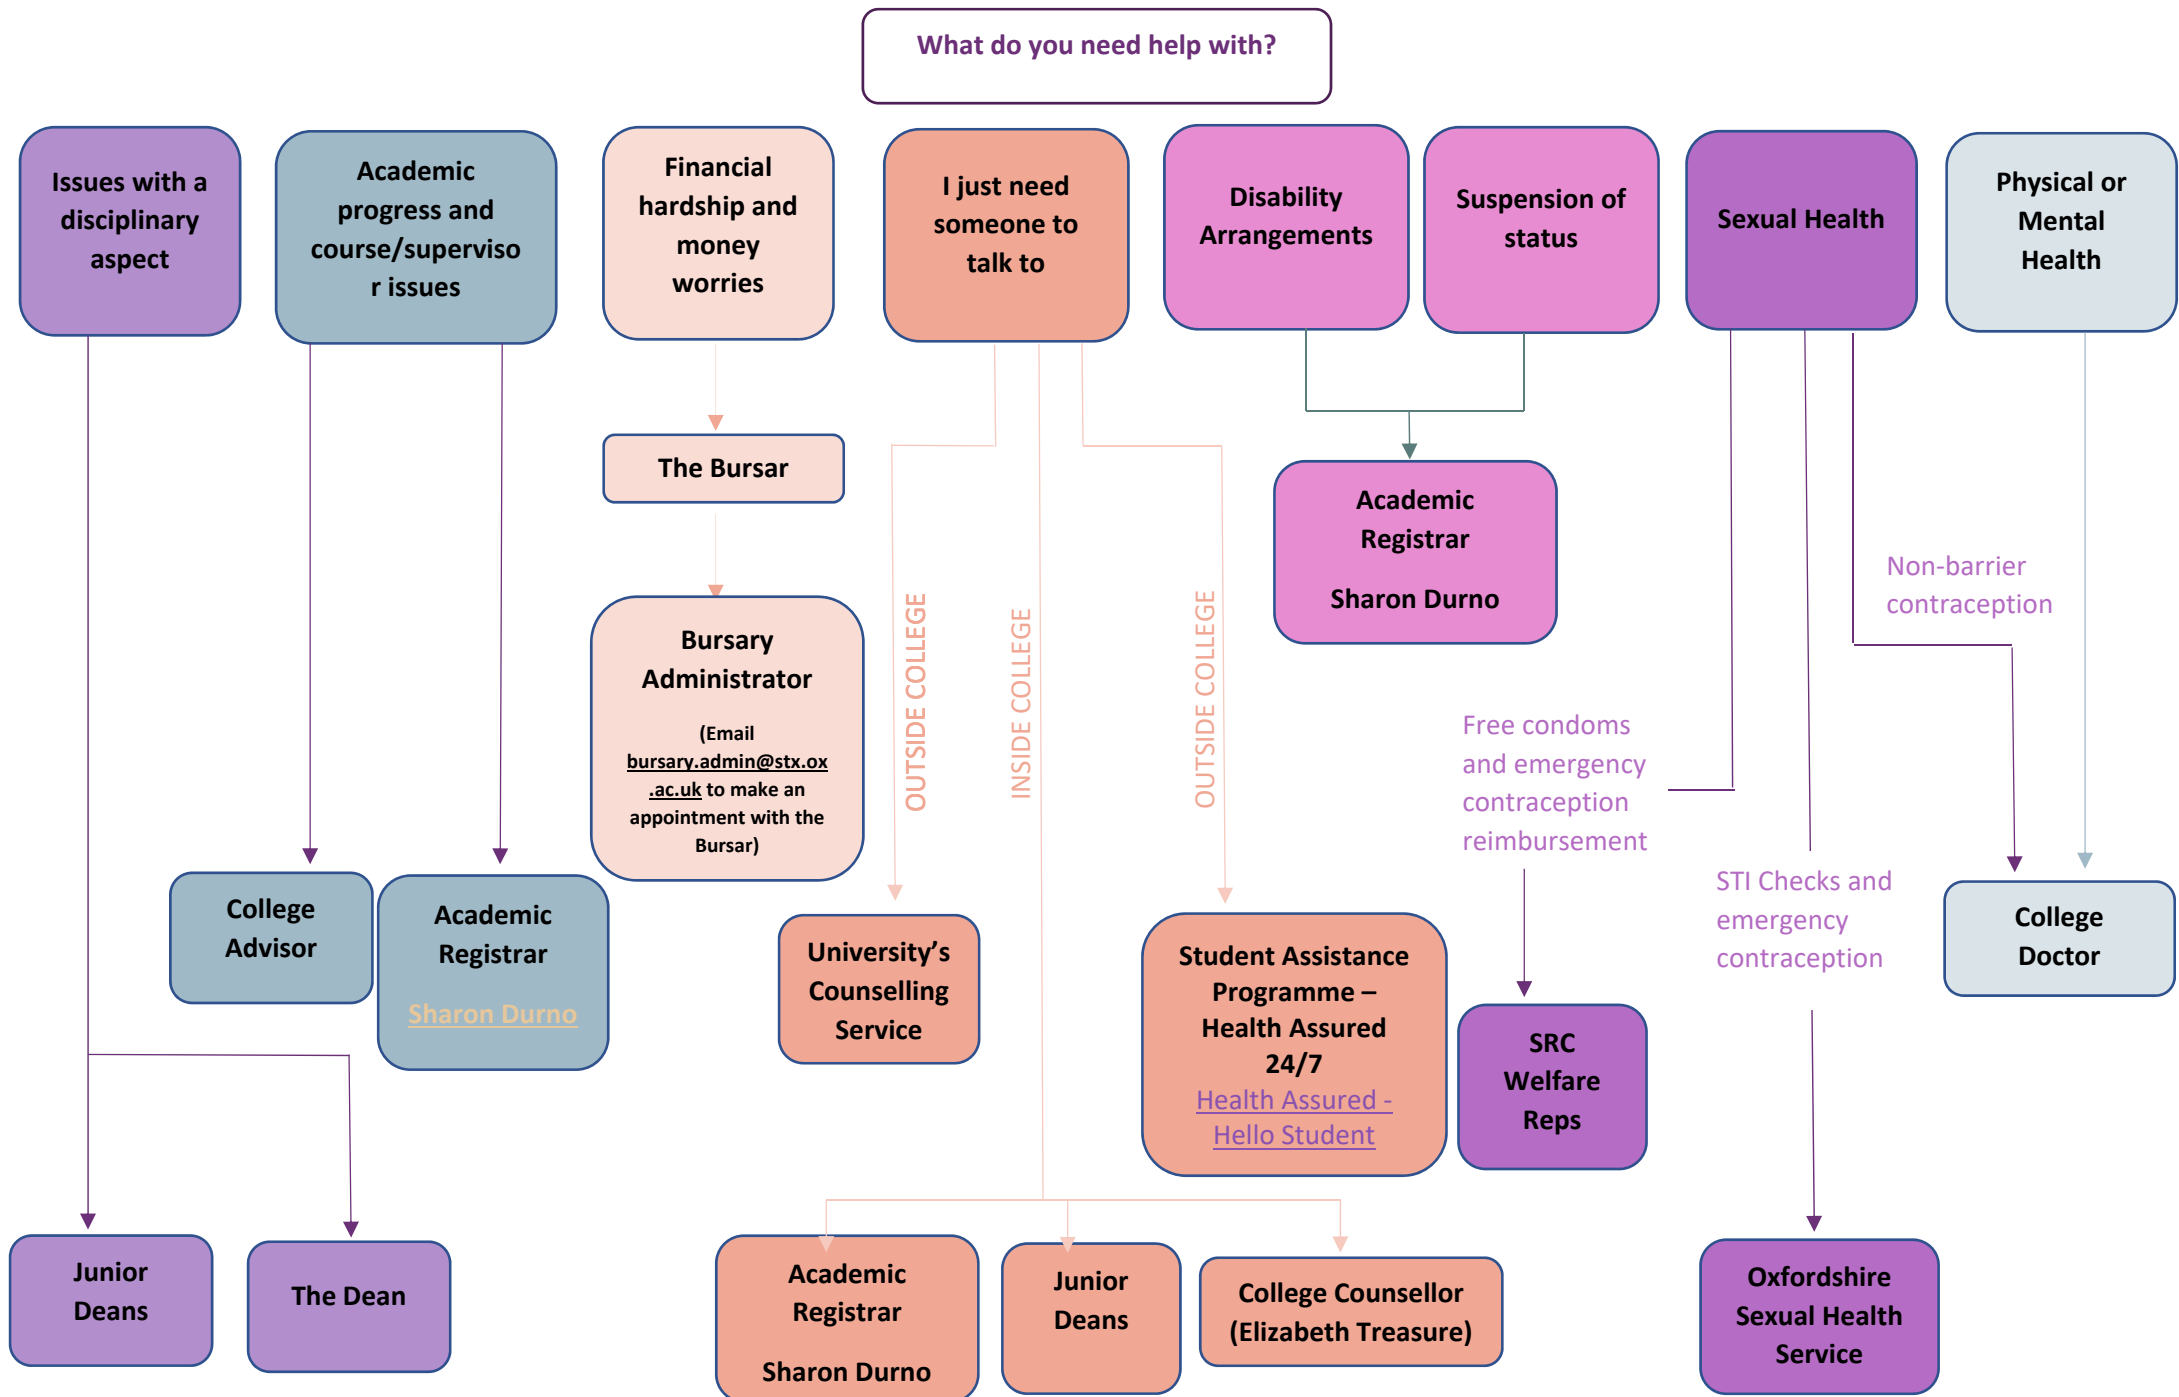 What do you need help with?
Issues with a
disciplinary
aspect
Academic
progress and
course/superviso
r issues
Financial
hardship and
money
worries
I just need
someone to
talk to
Disability
Arrangements
Suspension of
status
Sexual Health
Physical or
Mental
Health
The Bursar
Bursary
Administrator
(Email
bursary.admin@stx.ox
.ac.uk to make an
appointment with the
Bursar)
Academic
Registrar
Sharon Durno
OUTSIDE COLLEGE
INSIDE COLLEGE
OUTSIDE COLLEGE
Non-barrier
contraception
Free condoms
and emergency
contraception
reimbursement
STI Checks and
emergency
contraception
College
Advisor
Academic
Registrar
Sharon Durno
University's
Counselling
Service
Student Assistance
Programme –
Health Assured
24/7
Health Assured -
Hello Student
SRC
Welfare
Reps
College
Doctor
Junior
Deans
The Dean
Academic
Registrar
Sharon Durno
Junior
Deans
College Counsellor
(Elizabeth Treasure)
Oxfordshire
Sexual Health
Service